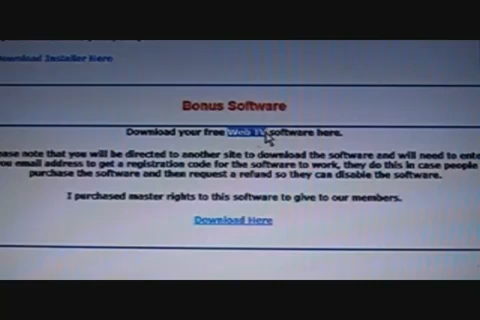 Download Installer Here
Bonus Software
Download your free Web TV software here.
ease note that you will be directed to another site to download the software and will need to ente
you email address to get a registration code for the software to work, they do this in case people
purchase the software and then request a refund so they can disable the software.
I purchased master rights to this software to give to our members.
Download Here